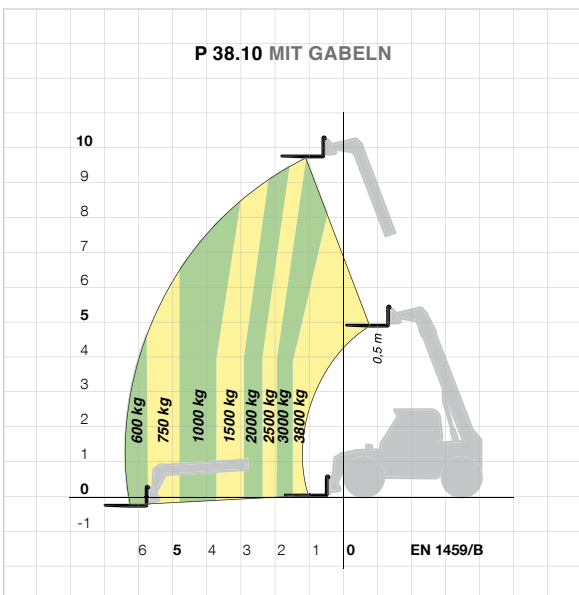 P 38.10 MIT GABELN
10
9
8
7
6
5
4
3
2
1
0
-1
0,5 m
600 kg
750 kg
1000 kg
1500 kg
2000 kg
2500 kg
3000 kg
3800 kg
6 5 4 3 2 1 0 EN 1459/B